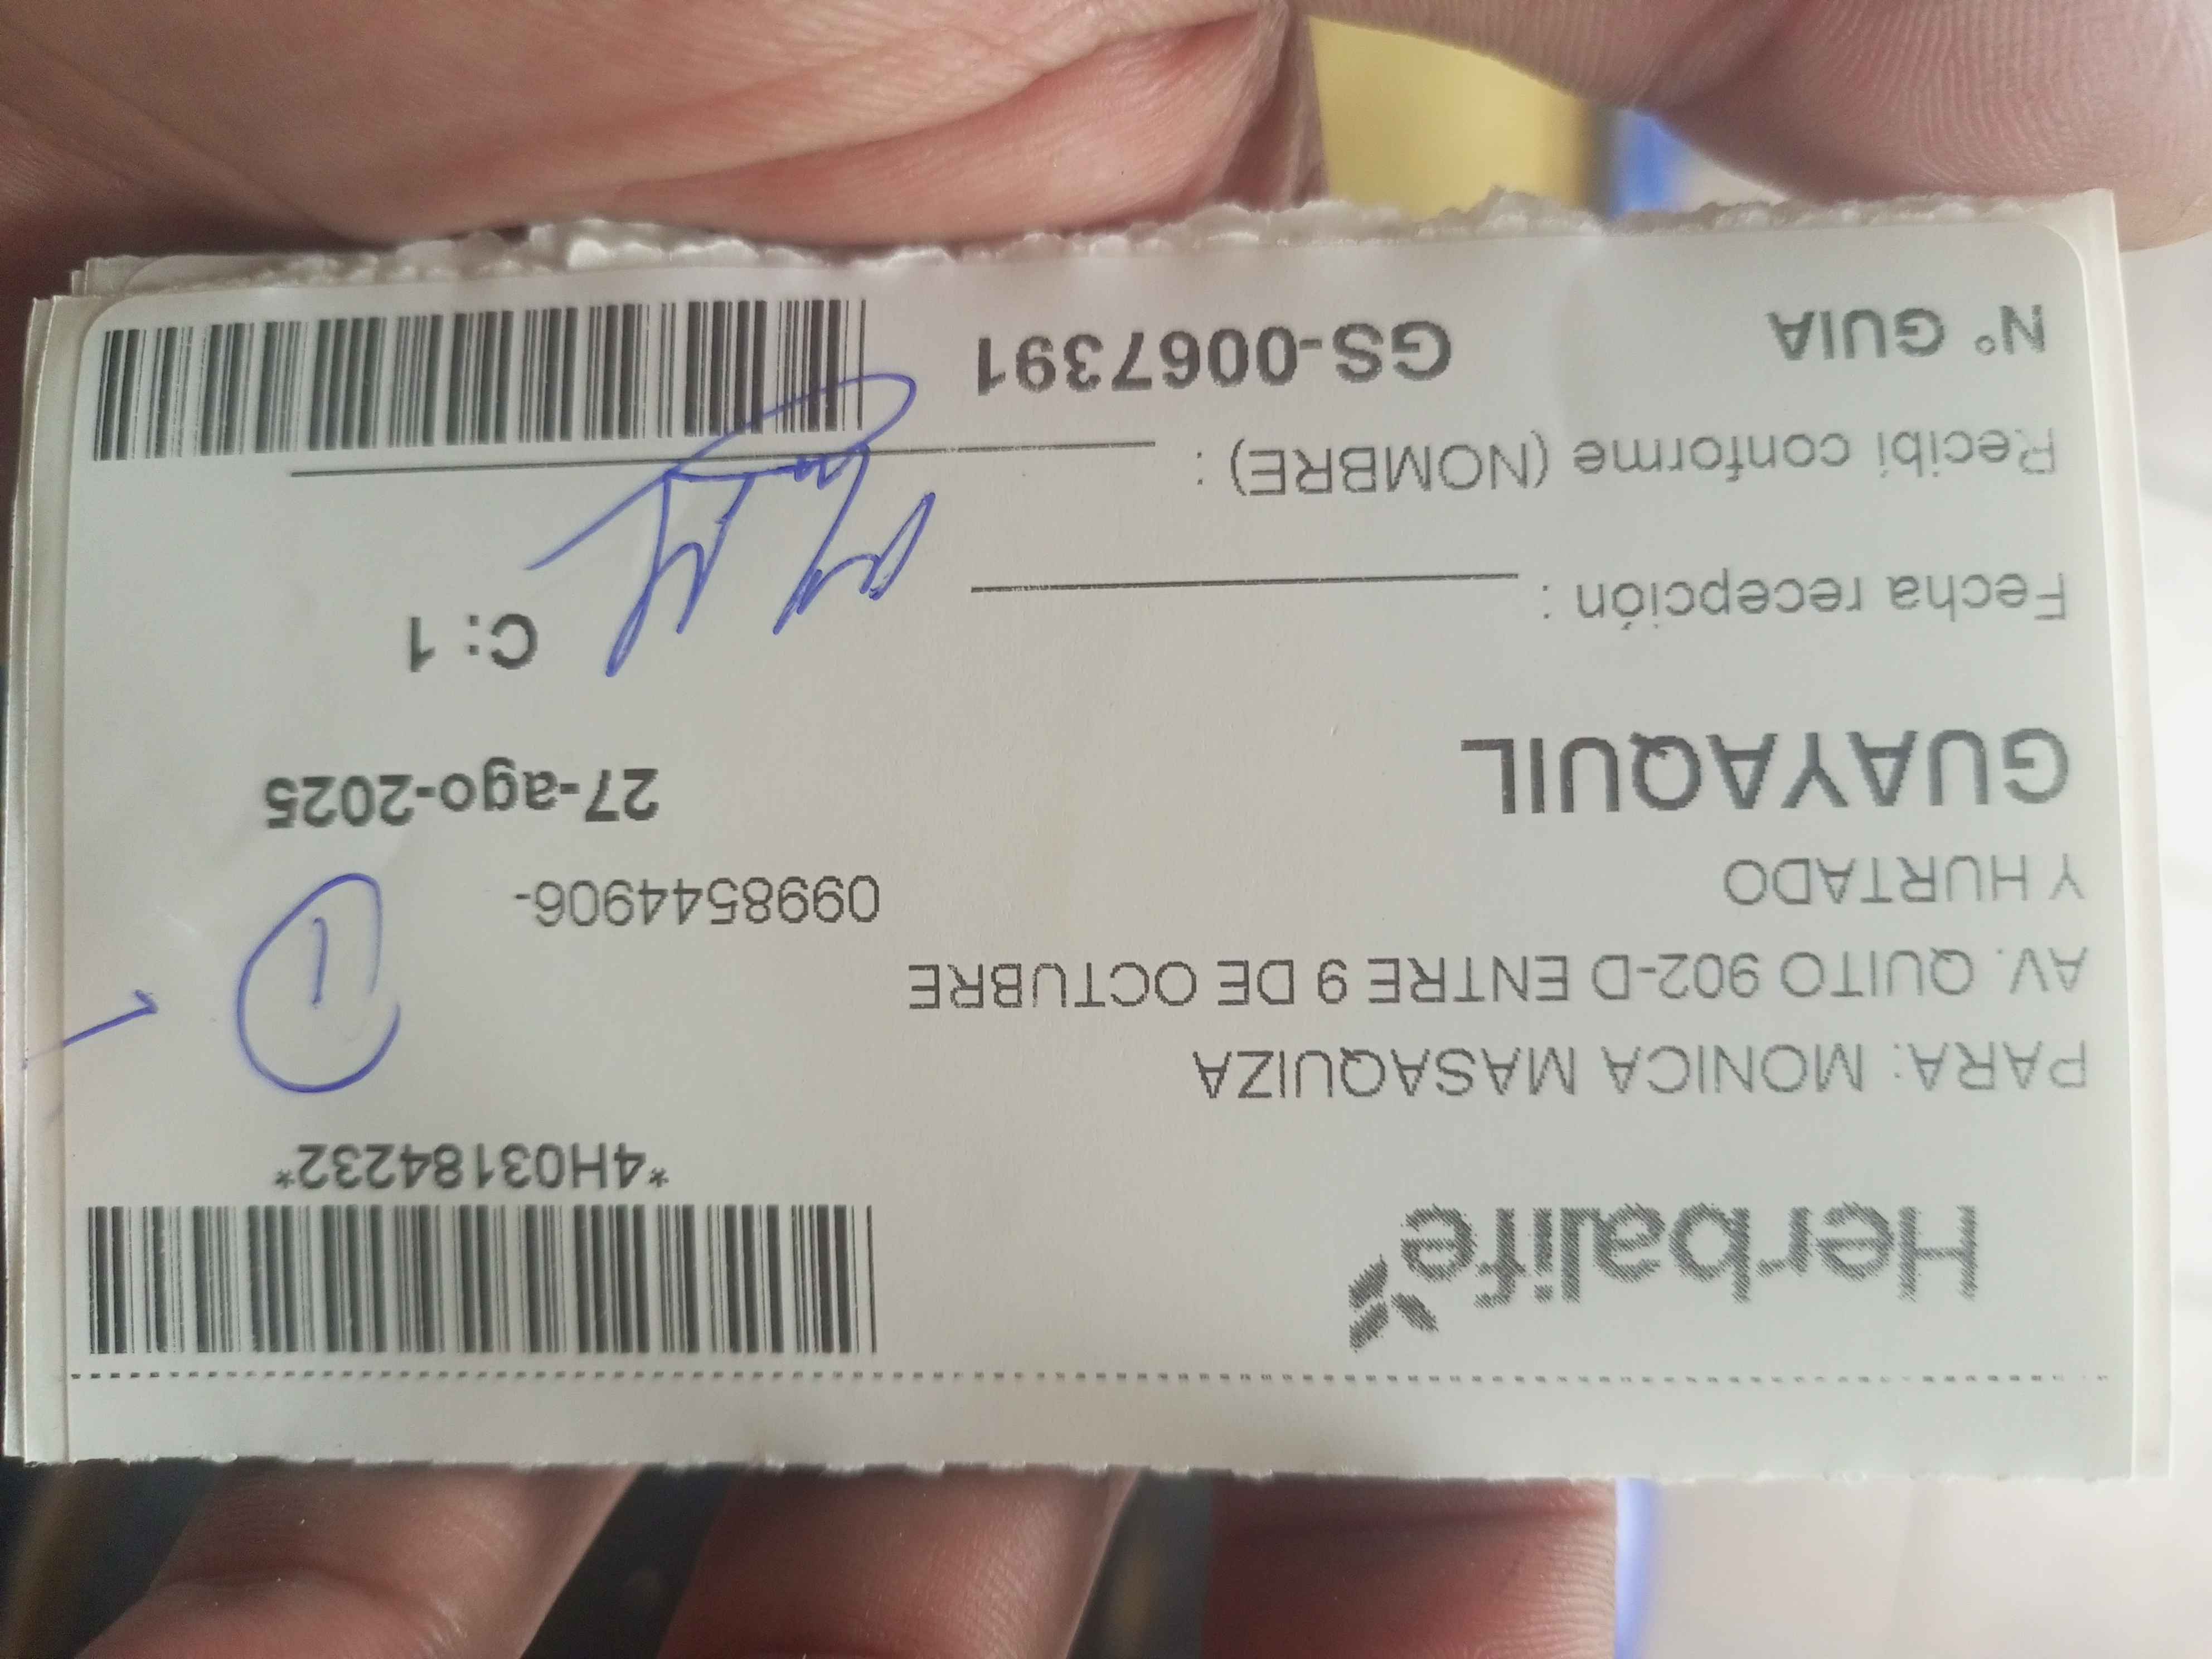 Herbalife
*4H03184232*
PARA: MONICA MASAQUIZA
AV. QUITO 902-D ENTRE 9 DE OCTUBRE
Y HURTADO
0998544906-
1
GUAYAQUIL
27-ago-2025
Fecha recepción :
C: 1
Recibí conforme (NOMBRE) :
N° GUIA
GS-0067391